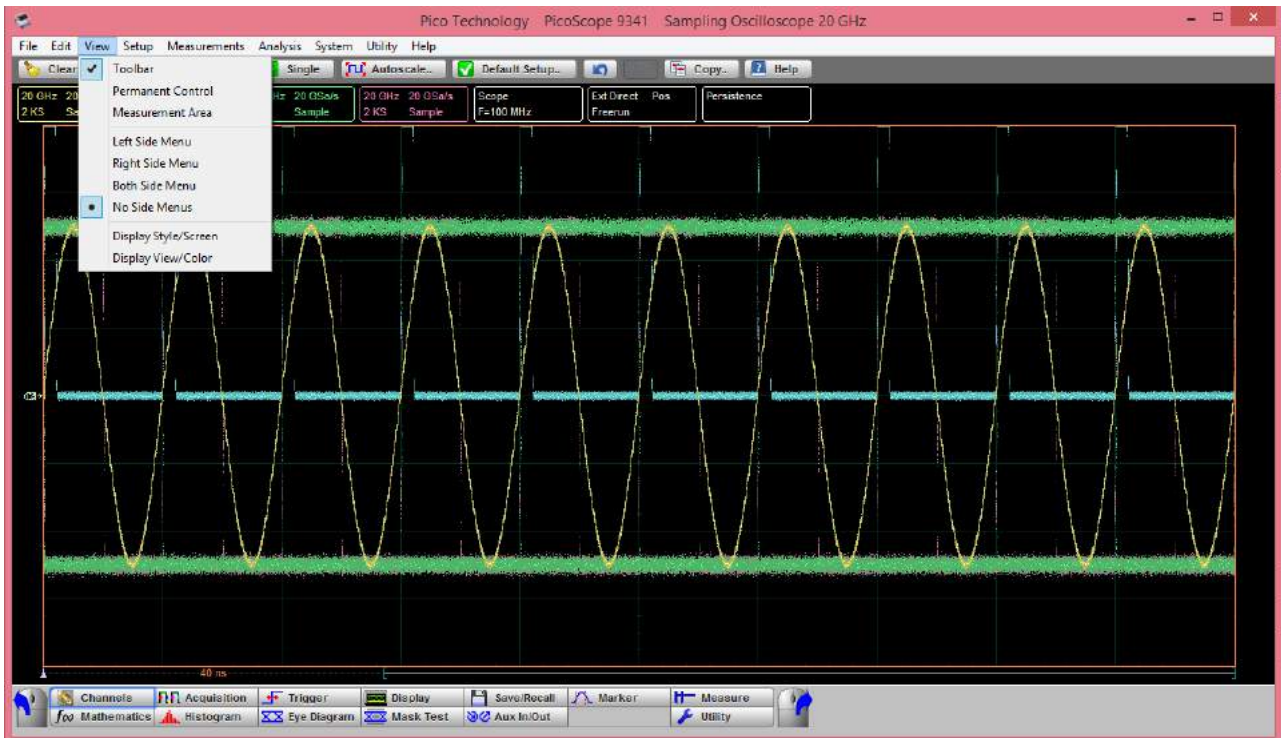 Pico Technology PicoScope 9341 Sampling Oscilloscope 20 GHz
File Edit View Setup Measurements Analysis System Utility Help
Clear Single Autoscale... Default Setup... Copy... Help
Toolbar
Permanent Control
Measurement Area
Left Side Menu
Right Side Menu
Both Side Menu
No Side Menus
Display Style/Screen
Display View/Color
20 GHz 20
2 KS Sa
Hz 20 GSa/s
Sample
20 GHz 20 GSa/s
2 KS Sample
Scope
F=100 MHz
Ext Direct Pos
Freerun
Persistence
40 ns
Channels Acquisition Trigger Display Save/Recall Marker Measure
f(x) Mathematics Histogram Eye Diagram Mask Test Aux In/Out Utility